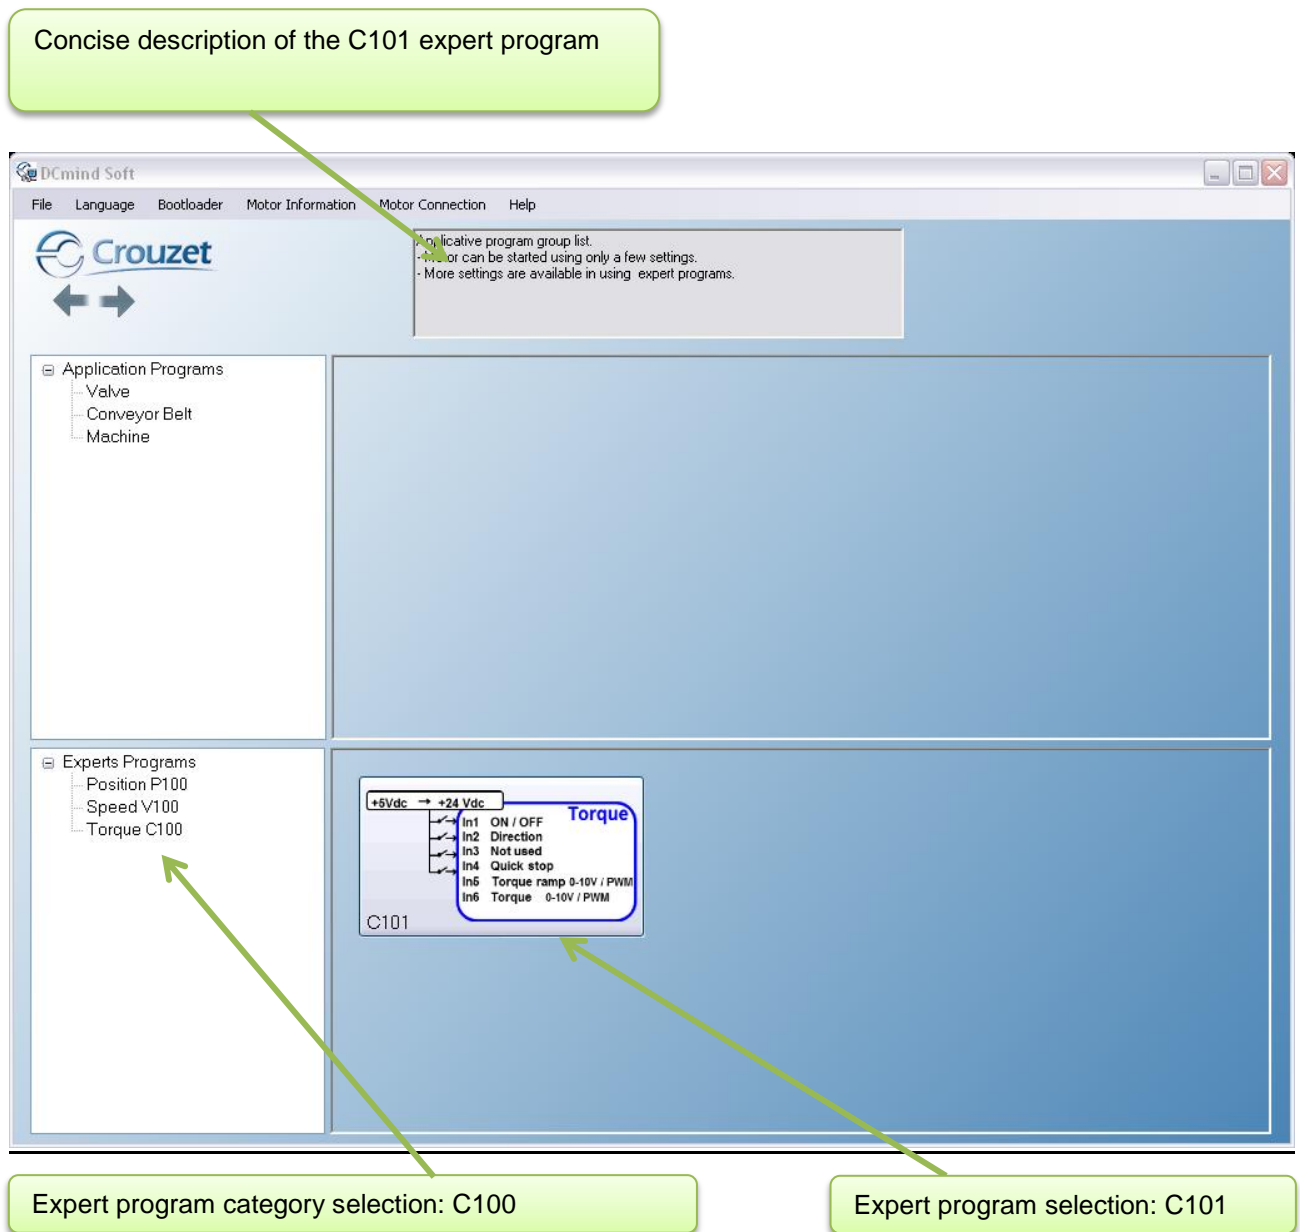 Concise description of the C101 expert program
DCmind Soft
File Language Bootloader Motor Information Motor Connection Help
Crouzet
Applicative program group list.
- Motor can be started using only a few settings.
- More settings are available in using expert programs.
Application Programs
Valve
Conveyor Belt
Machine
Experts Programs
Position P100
Speed V100
Torque C100
+5Vdc → +24 Vdc
Torque
In1 ON / OFF
In2 Direction
In3 Not used
In4 Quick stop
In5 Torque ramp 0-10V / PWM
In6 Torque 0-10V / PWM
C101
Expert program category selection: C100
Expert program selection: C101